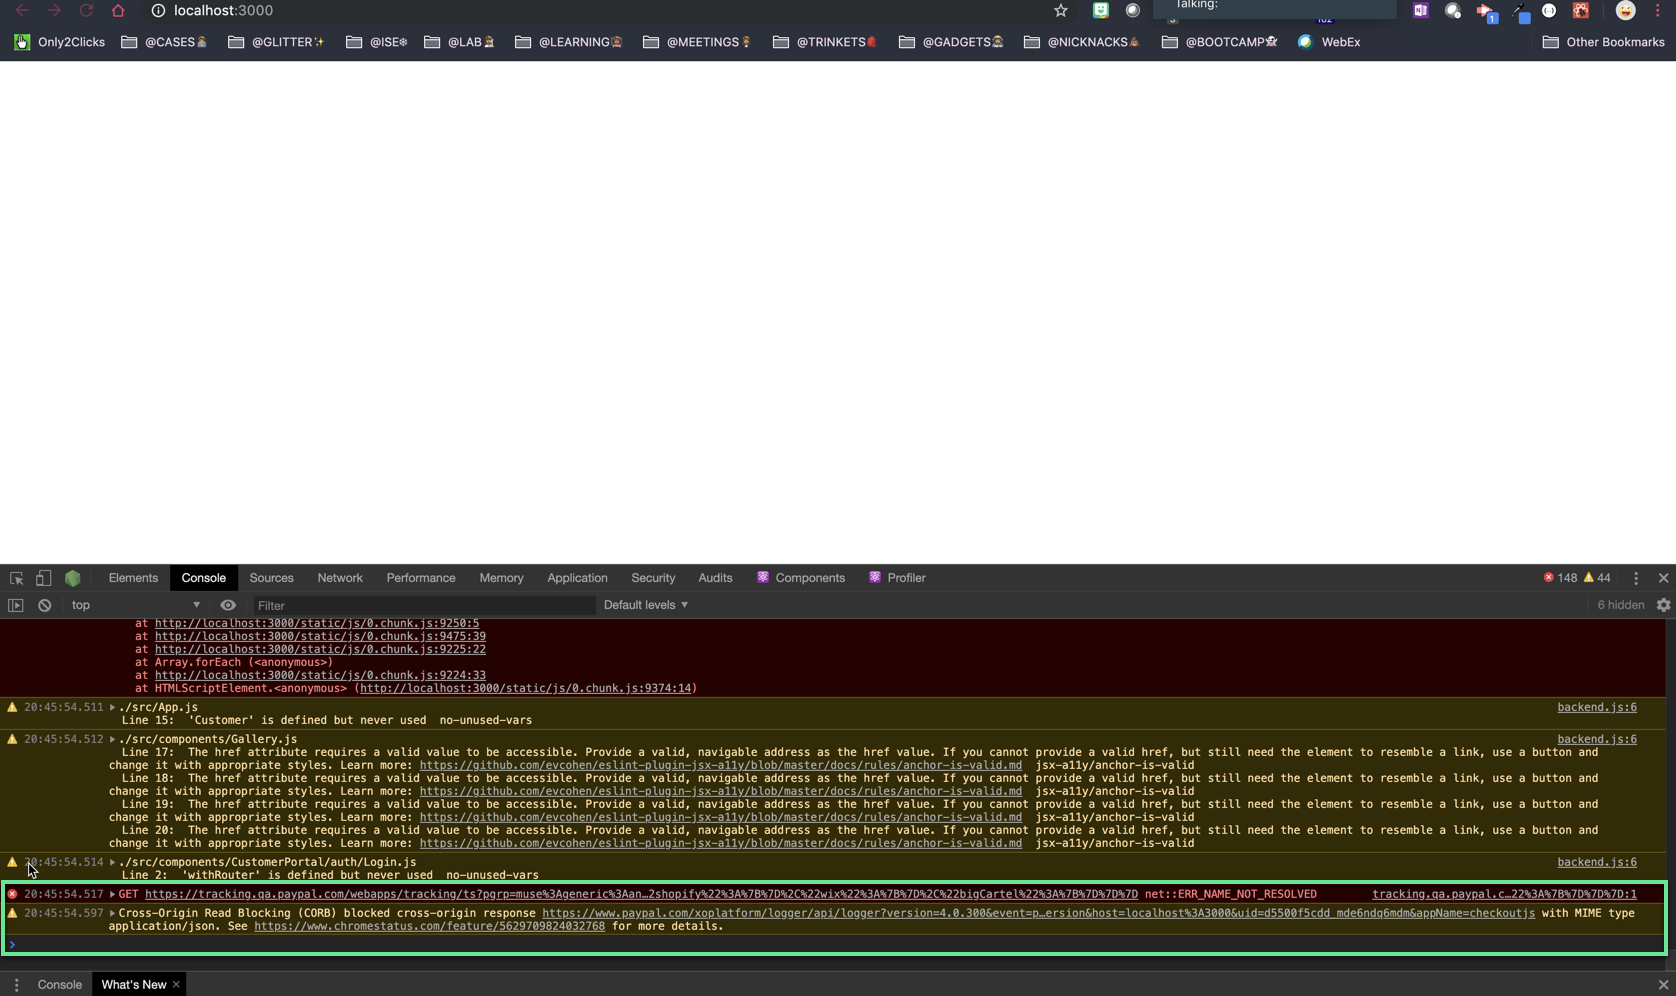 Talking:
localhost:3000
1
Only2Clicks @CASES @GLITTER @ISE @LAB @LEARNING @MEETINGS @TRINKETS @GADGETS @NICKNACKS @BOOTCAMP WebEx Other Bookmarks
Elements Console Sources Network Performance Memory Application Security Audits Components Profiler 148 44
top Filter Default levels 6 hidden
at http://localhost:3000/static/js/0.chunk.js:9250:5
at http://localhost:3000/static/js/0.chunk.js:9475:39
at http://localhost:3000/static/js/0.chunk.js:9225:22
at Array.forEach (<anonymous>)
at http://localhost:3000/static/js/0.chunk.js:9224:33
at HTMLScriptElement.<anonymous> (http://localhost:3000/static/js/0.chunk.js:9374:14)
20:45:54.511 ./src/App.js backend.js:6
Line 15: 'Customer' is defined but never used no-unused-vars
20:45:54.512 ./src/components/Gallery.js backend.js:6
Line 17: The href attribute requires a valid value to be accessible. Provide a valid, navigable address as the href value. If you cannot provide a valid href, but still need the element to resemble a link, use a button and
change it with appropriate styles. Learn more: https://github.com/evcohen/eslint-plugin-jsx-a11y/blob/master/docs/rules/anchor-is-valid.md jsx-a11y/anchor-is-valid
Line 18: The href attribute requires a valid value to be accessible. Provide a valid, navigable address as the href value. If you cannot provide a valid href, but still need the element to resemble a link, use a button and
change it with appropriate styles. Learn more: https://github.com/evcohen/eslint-plugin-jsx-a11y/blob/master/docs/rules/anchor-is-valid.md jsx-a11y/anchor-is-valid
Line 19: The href attribute requires a valid value to be accessible. Provide a valid, navigable address as the href value. If you cannot provide a valid href, but still need the element to resemble a link, use a button and
change it with appropriate styles. Learn more: https://github.com/evcohen/eslint-plugin-jsx-a11y/blob/master/docs/rules/anchor-is-valid.md jsx-a11y/anchor-is-valid
Line 20: The href attribute requires a valid value to be accessible. Provide a valid, navigable address as the href value. If you cannot provide a valid href, but still need the element to resemble a link, use a button and
change it with appropriate styles. Learn more: https://github.com/evcohen/eslint-plugin-jsx-a11y/blob/master/docs/rules/anchor-is-valid.md jsx-a11y/anchor-is-valid
20:45:54.514 ./src/components/CustomerPortal/auth/Login.js backend.js:6
Line 2: 'withRouter' is defined but never used no-unused-vars
20:45:54.517 GET https://tracking.qa.paypal.com/webapps/tracking/ts?pgrp=muse%3Ageneric%3Aan…2shopify%22%3A%7B%7D%2C%22wix%22%3A%7B%7D%2C%22bigCartel%22%3A%7B%7D%7D%7D net::ERR_NAME_NOT_RESOLVED tracking.qa.paypal.c…22%3A%7B%7D%7D%7D:1
20:45:54.597 Cross-Origin Read Blocking (CORB) blocked cross-origin response https://www.paypal.com/xoplatform/logger/api/logger?version=4.0.300&event=p…ersion&host=localhost%3A3000&uid=d5500f5cdd_mde6ndq6mdm&appName=checkoutjs with MIME type
application/json. See https://www.chromestatus.com/feature/5629709824032768 for more details.
Console What's New